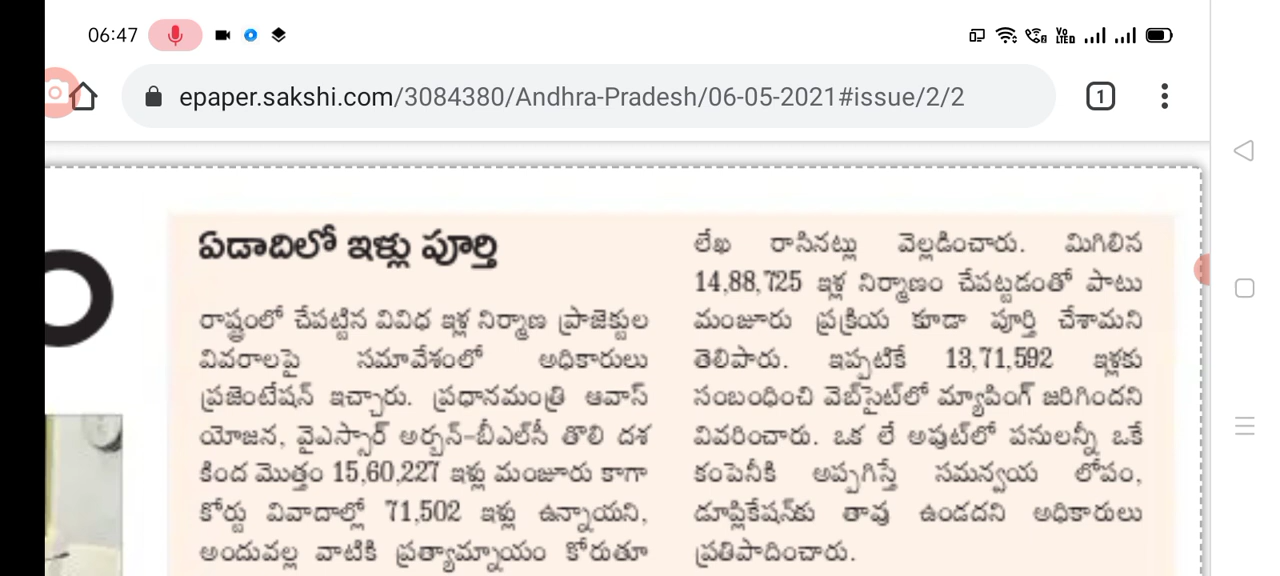 06:47
epaper.sakshi.com/3084380/Andhra-Pradesh/06-05-2021#issue/2/2
1
ఏడాదిలో ఇళ్లు పూర్తి
రాష్ట్రంలో చేపట్టిన వివిధ ఇళ్ల నిర్మాణ ప్రాజెక్టుల
వివరాలపై సమావేశంలో అధికారులు
ప్రజెంటేషన్ ఇచ్చారు. ప్రధానమంత్రి ఆవాస్
యోజన, వైఎస్సార్ అర్బన్–బీఎల్‌సీ తొలి దశ
కింద మొత్తం 15,60,227 ఇళ్లు మంజూరు కాగా
కోర్టు వివాదాల్లో 71,502 ఇళ్లు ఉన్నాయని,
అందువల్ల వాటికి ప్రత్యామ్నాయం కోరుతూ
లేఖ రాసినట్లు వెల్లడించారు. మిగిలిన
14,88,725 ఇళ్ల నిర్మాణం చేపట్టడంతో పాటు
మంజూరు ప్రక్రియ కూడా పూర్తి చేశామని
తెలిపారు. ఇప్పటికే 13,71,592 ఇళ్లకు
సంబంధించి వెబ్‌సైట్‌లో మ్యాపింగ్ జరిగిందని
వివరించారు. ఒక లే అవుట్‌లో పనులన్నీ ఒకే
కంపెనీకి అప్పగిస్తే సమన్వయ లోపం,
డూప్లికేషన్‌కు తావు ఉండదని అధికారులు
ప్రతిపాదించారు.